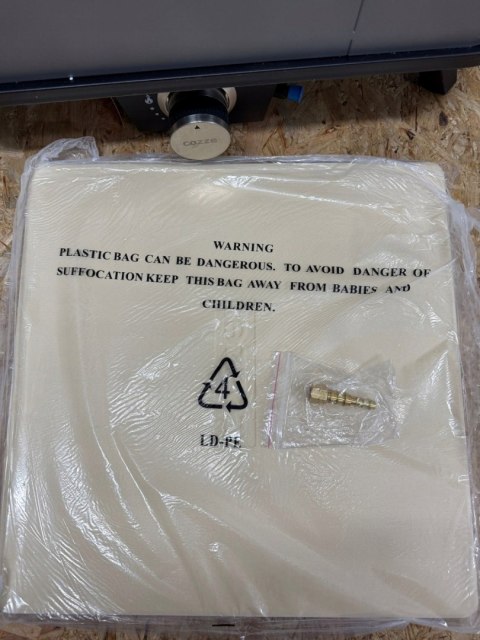 cozze
WARNING
PLASTIC BAG CAN BE DANGEROUS. TO AVOID DANGER OF
SUFFOCATION KEEP THIS BAG AWAY FROM BABIES AND
CHILDREN.
4
LD-PE